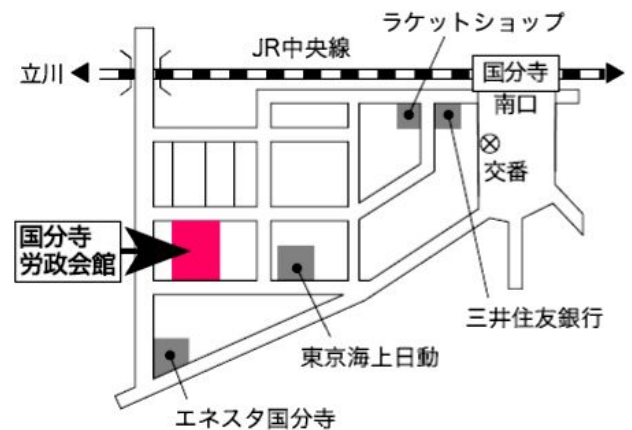 ラケットショップ
JR中央線
立川
国分寺
南口
交番
国分寺
労政会館
三井住友銀行
東京海上日動
エネスタ国分寺